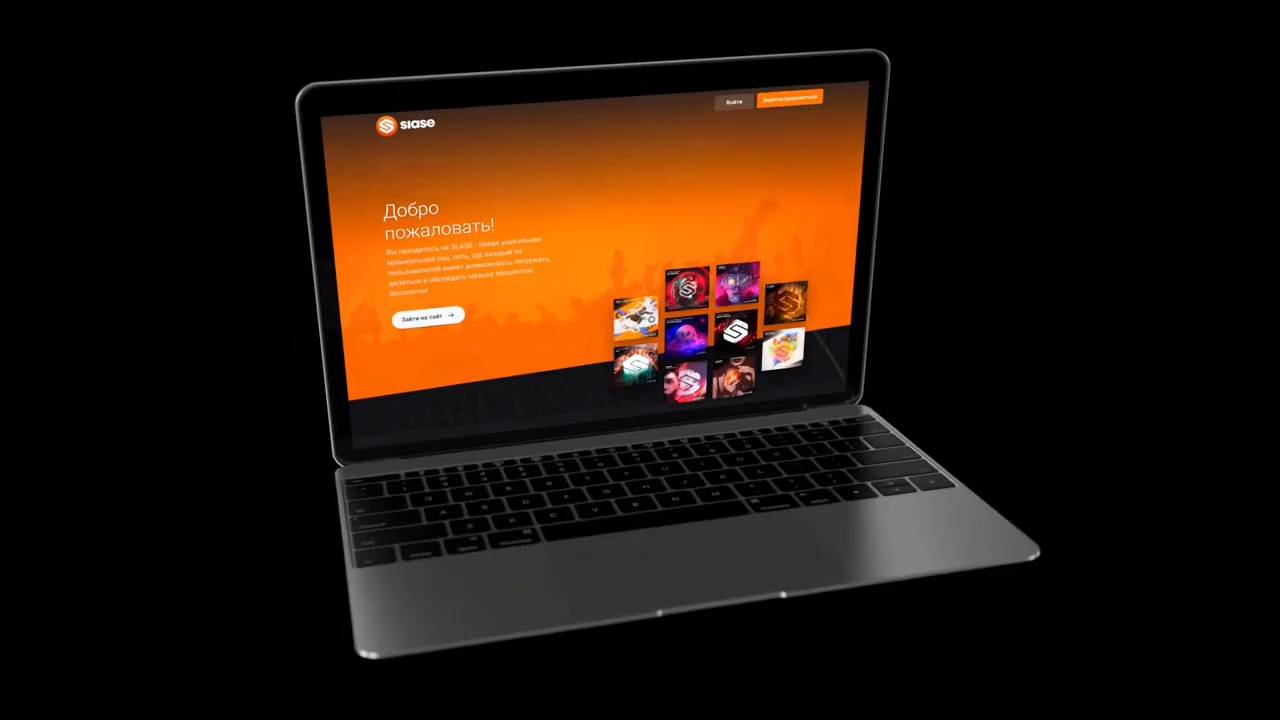 Войти
Зарегистрироваться
slase
Добро
пожаловать!
Вы находитесь на SLASE - новая уникальная
музыкальная соц. сеть, где каждый из
пользователей имеет возможность загружать,
делиться и обсуждать музыку абсолютно
бесплатно!
Зайти на сайт